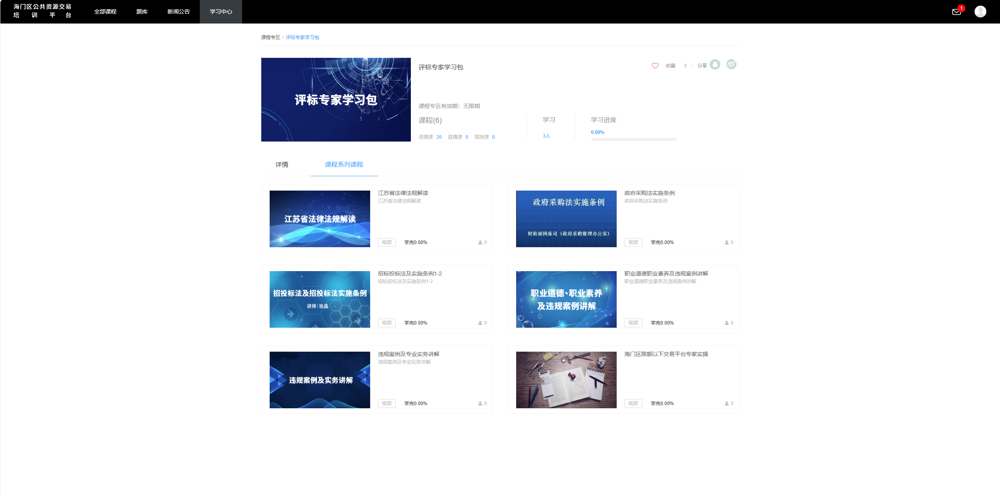 海门区公共资源交易
培训平台
全部课程
题库
新闻公告
学习中心
1
课程专区 > 评标专家学习包
评标专家学习包
评标专家学习包
收藏 0 | 分享
课程专区有效期：无限期
课程(6)
录播课 20 直播课 0 面授课 0
学习
3人
学习进度
0.00%
详情
课程系列课程
江苏省法律法规解读
江苏省法律法规解读
江苏省法律法规解读
视频 学完0.00% 0
政府采购法实施条例
财政部国库司（政府采购管理办公室）
政府采购法实施条例
政府采购法实施条例
视频 学完0.00% 0
招投标法及招投标法实施条例
讲师：张晶
招标投标法及实施条例1-2
招标投标法及实施条例1-2
视频 学完0.00% 0
职业道德、职业素养
及违规案例讲解
职业道德职业素养及违规案例讲解
职业道德职业素养及违规案例讲解
视频 学完0.00% 0
违规案例及实务讲解
违规案例及专业实务讲解
违规案例及专业实务讲解
视频 学完0.00% 0
海门区限额以下交易平台专家实操
视频 学完0.00% 0